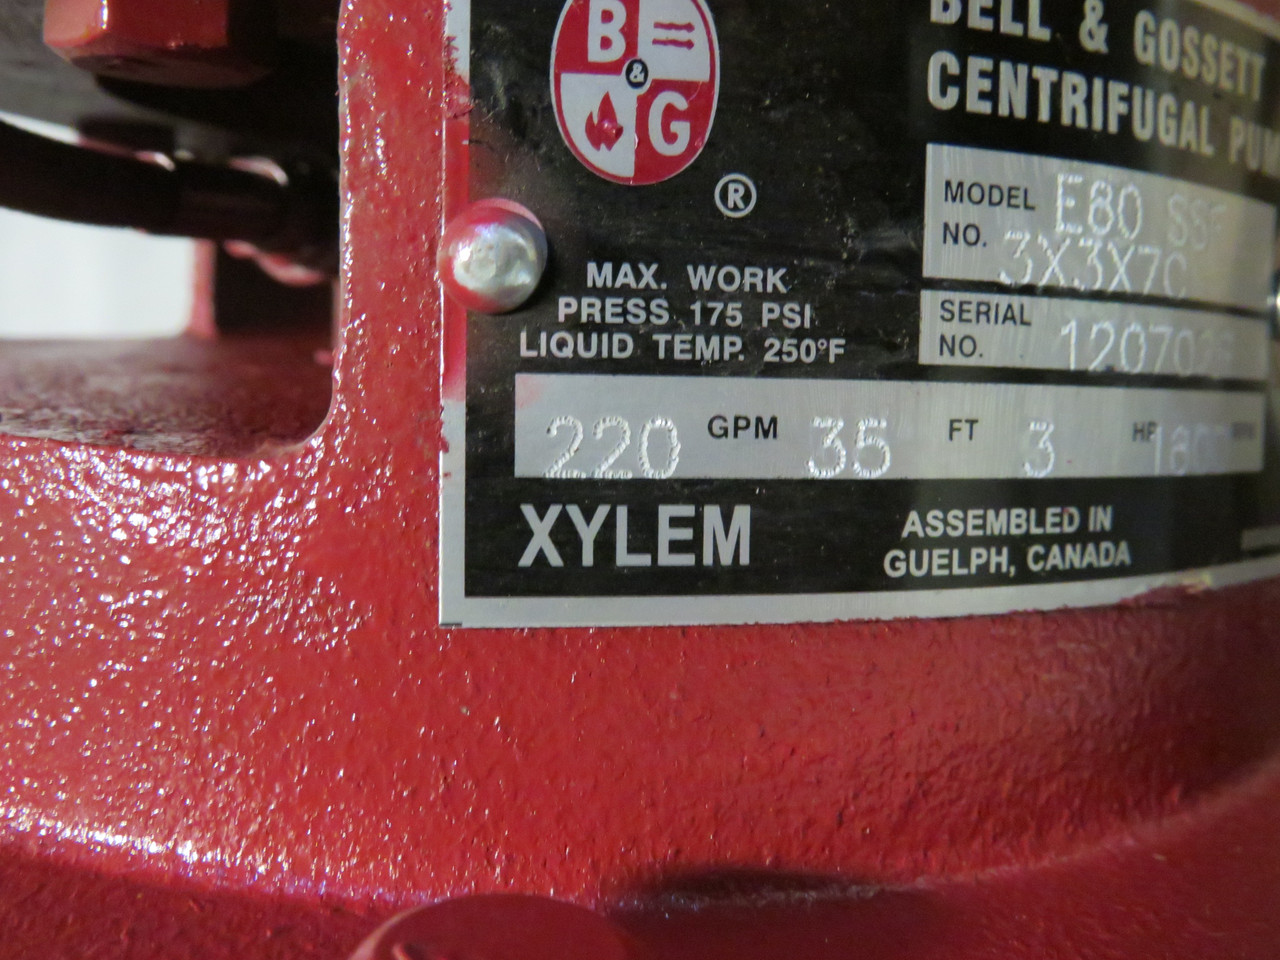 B
&
G
®
BELL & GOSSETT
CENTRIFUGAL
MODEL E80
NO. 3X3X7C
SERIAL
NO.
MAX. WORK
PRESS 175 PSI
LIQUID TEMP. 250°F
220 GPM 35 FT 3 HP
XYLEM
ASSEMBLED IN
GUELPH, CANADA